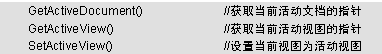 GetActiveDocument() //获取当前活动文档的指针
GetActiveView() //获取当前活动视图的指针
SetActiveView() //设置当前视图为活动视图